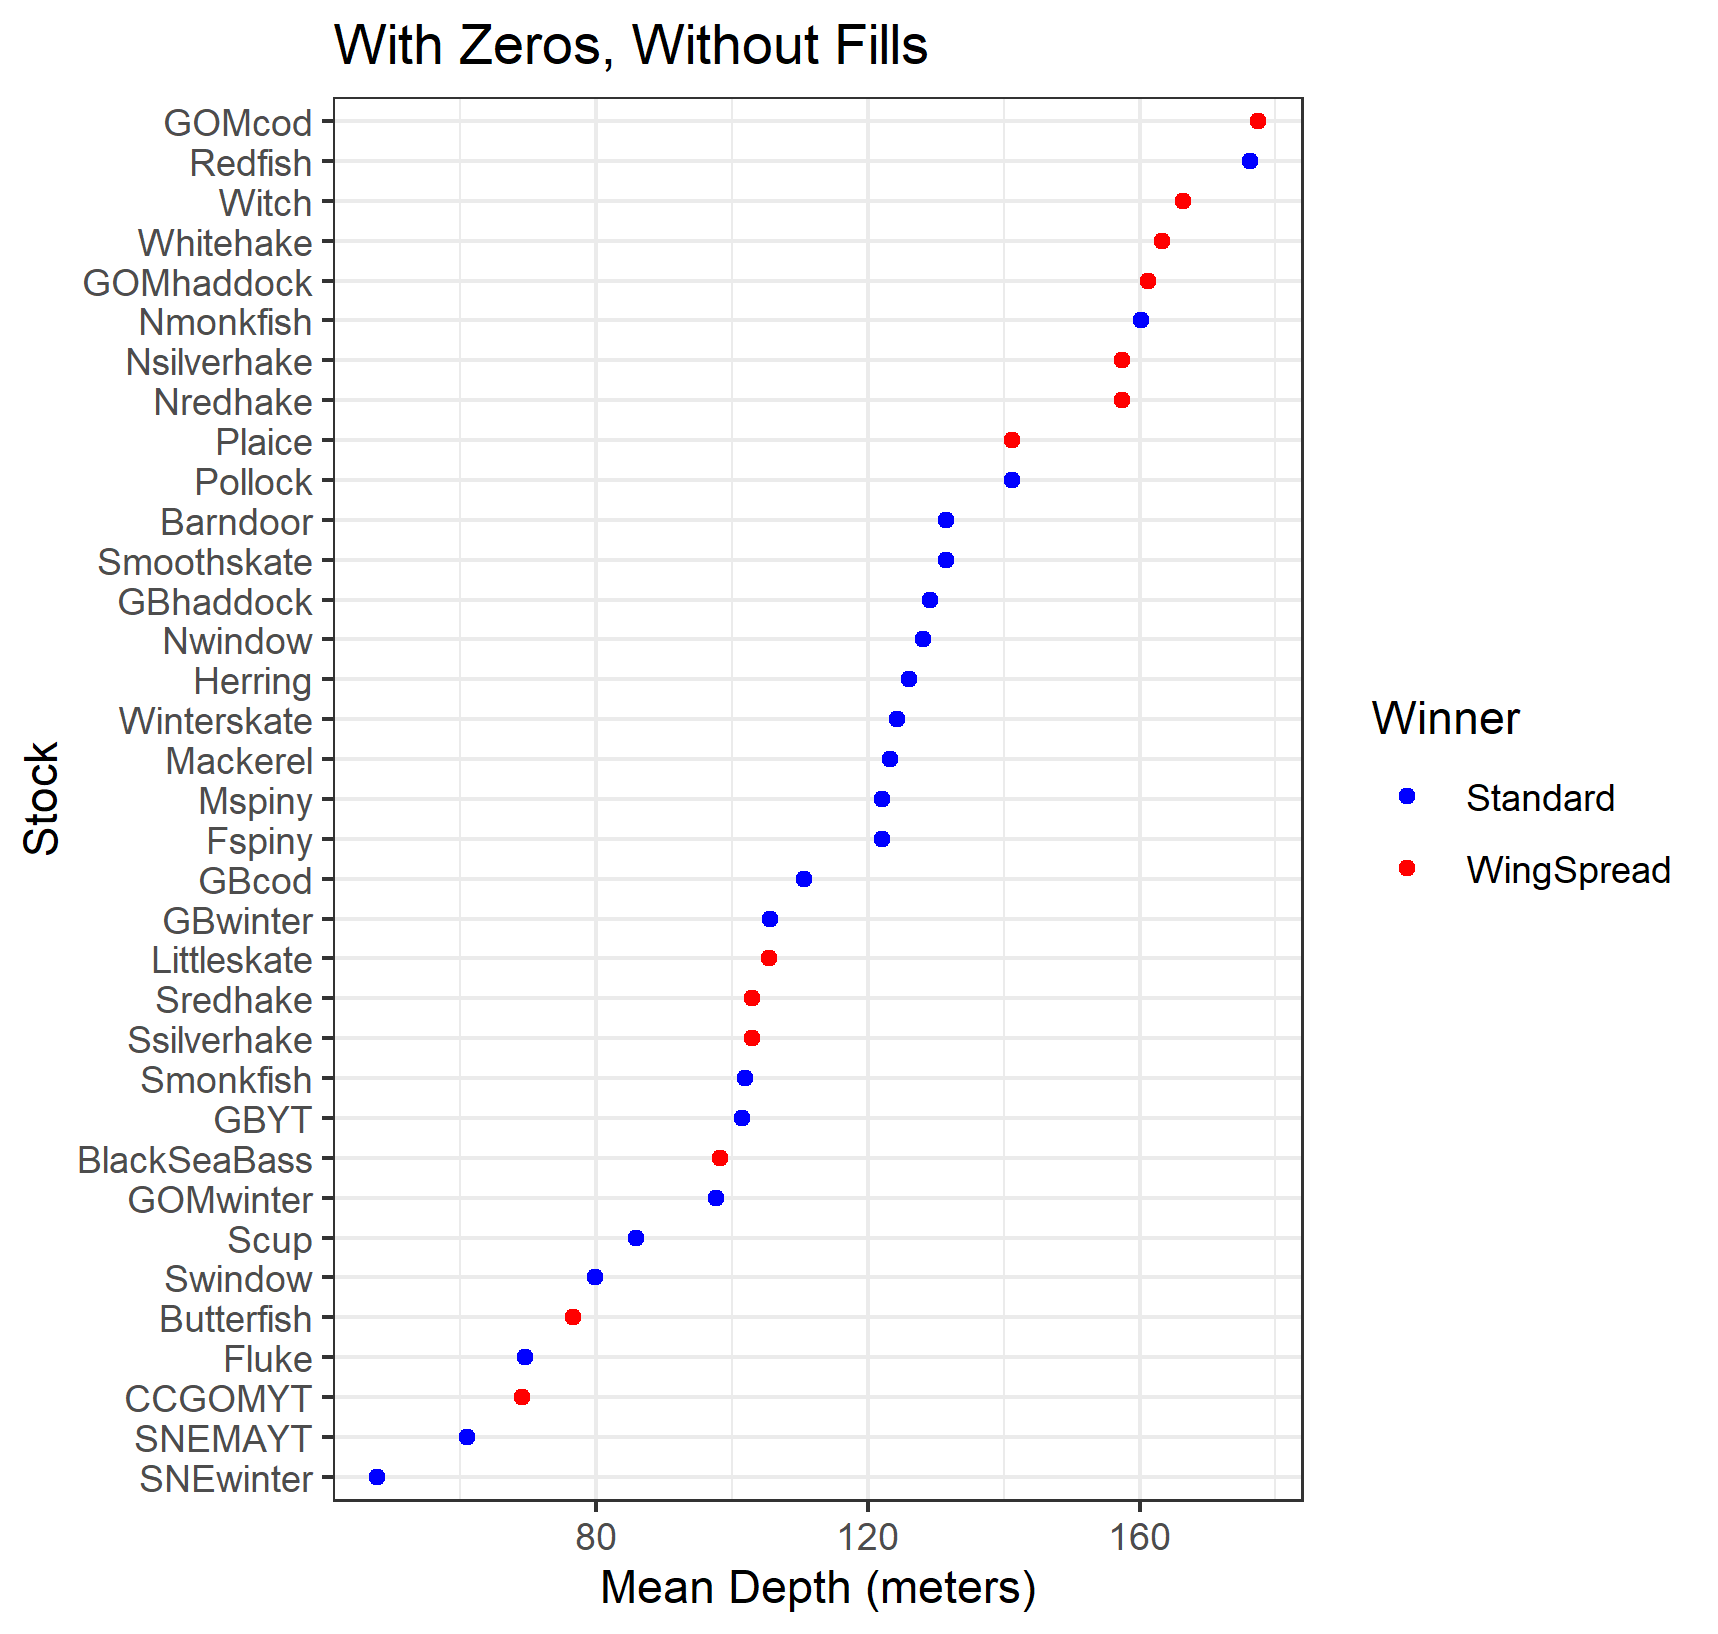 With Zeros, Without Fills
GOMcod
Redfish
Witch
Whitehake
GOMhaddock
Nmonkfish
Nsilverhake
Nredhake
Plaice
Pollock
Barndoor
Smoothskate
GBhaddock
Nwindow
Herring
Winterskate
Mackerel
Mspiny
Fspiny
GBcod
GBwinter
Littleskate
Sredhake
Ssilverhake
Smonkfish
GBYT
BlackSeaBass
GOMwinter
Scup
Swindow
Butterfish
Fluke
CCGOMYT
SNEMAYT
SNEwinter
Stock
80 120 160
Mean Depth (meters)
Winner
Standard
WingSpread